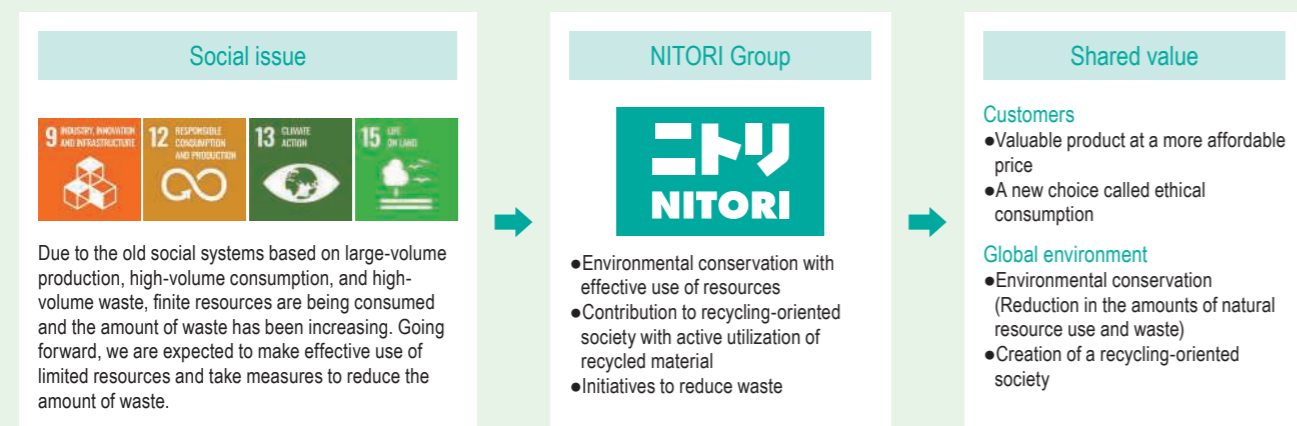 Social issue
9 INDUSTRY, INNOVATION
AND INFRASTRUCTURE
12 RESPONSIBLE
CONSUMPTION
AND PRODUCTION
13 CLIMATE
ACTION
15 LIFE
ON LAND
Due to the old social systems based on large-volume
production, high-volume consumption, and high-
volume waste, finite resources are being consumed
and the amount of waste has been increasing. Going
forward, we are expected to make effective use of
limited resources and take measures to reduce the
amount of waste.
NITORI Group
ニトリ
NITORI
●Environmental conservation with
effective use of resources
●Contribution to recycling-oriented
society with active utilization of
recycled material
●Initiatives to reduce waste
Shared value
Customers
●Valuable product at a more affordable
price
●A new choice called ethical
consumption
Global environment
●Environmental conservation
(Reduction in the amounts of natural
resource use and waste)
●Creation of a recycling-oriented
society